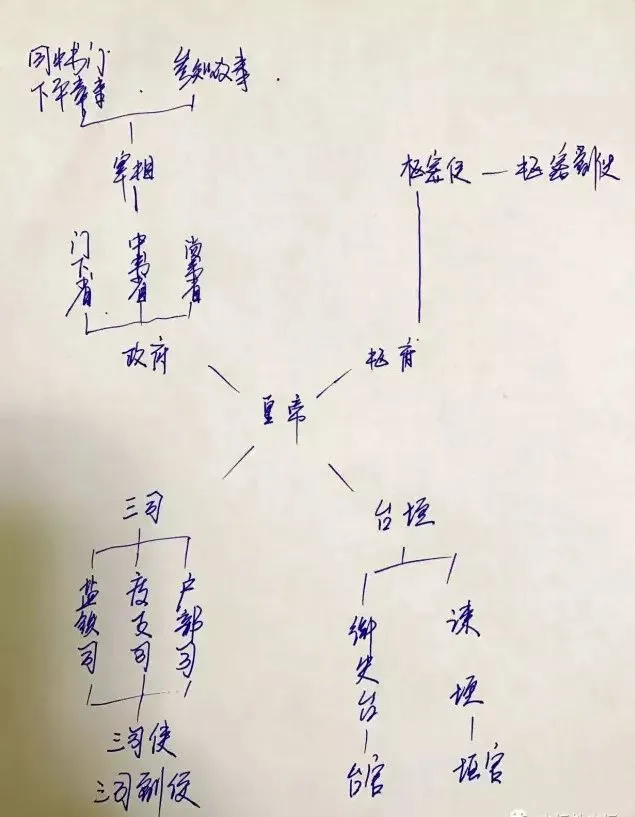 同中书门
下平章事
参知政事
宰相
门下省
中书省
尚书省
政府
枢密使 — 枢密副使
枢府
皇帝
三司
盐铁司
度支司
户部司
三司使
三司副使
台垣
御史台
台官
谏垣
垣官